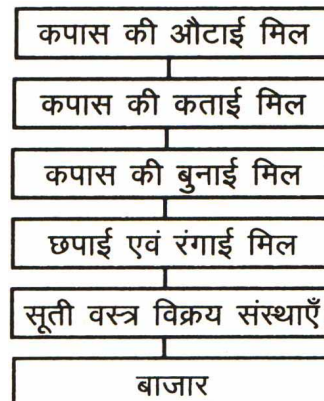 कपास की औटाई मिल
कपास की कताई मिल
कपास की बुनाई मिल
छपाई एवं रंगाई मिल
सूती वस्त्र विक्रय संस्थाएँ
बाजार